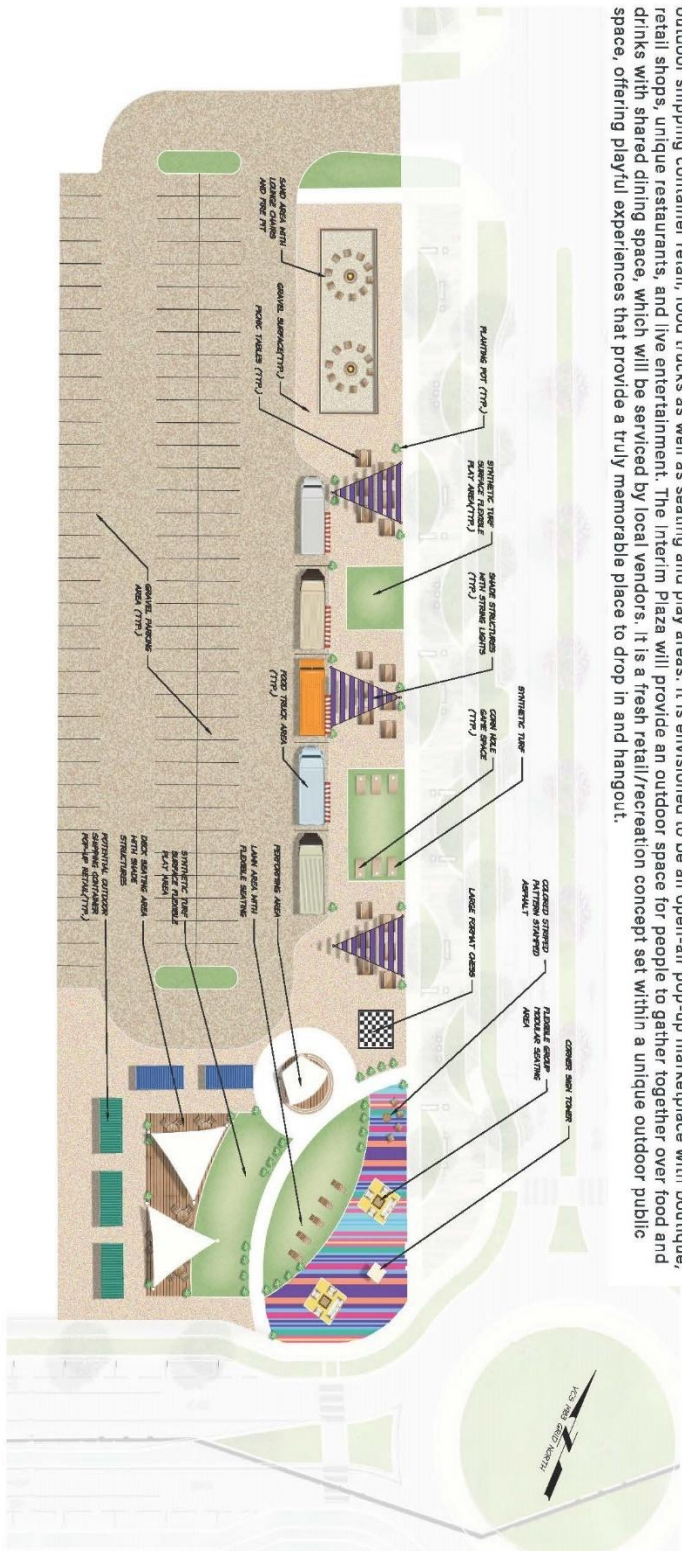 outdoor shipping container retail, food trucks as well as seating and play areas. It is envisioned to be an open-air pop-up marketplace with boutique,
retail shops, unique restaurants, and live entertainment. The Interim Plaza will provide an outdoor space for people to gather together over food and
drinks with shared dining space, which will be serviced by local vendors. It is a fresh retail/recreation concept set within a unique outdoor public
space, offering playful experiences that provide a truly memorable place to drop in and hangout.
CORNER SIGN TOWER
FLEXIBLE GROUP
MODULAR SEATING
AREA
COLORED STRIPED
PATTERN STAMPED
ASPHALT
SYNTHETIC TURF
LARGE FORMAT CHESS
CORN HOLE
GAME SPACE
(TYP.)
SHADE STRUCTURES
WITH STRING LIGHTS
(TYP.)
SYNTHETIC TURF
SURFACE FLEXIBLE
PLAY AREA(TYP.)
PLANTING POT (TYP.)
SAND AREA WITH
LOUNGE CHAIRS
AND FIRE PIT
GRAVEL SURFACE(TYP.)
PICNIC TABLES (TYP.)
GRAVEL PARKING
AREA (TYP.)
FOOD TRUCK AREA
(TYP.)
PERFORMING AREA
LAWN AREA WITH
FLEXIBLE SEATING
SYNTHETIC TURF
SURFACE FLEXIBLE
PLAY AREA
DECK SEATING AREA
WITH SHADE
STRUCTURES
POTENTIAL OUTDOOR
SHIPPING CONTAINER
POP-UP RETAIL(TYP.)
VCS M83 GRID NORTH